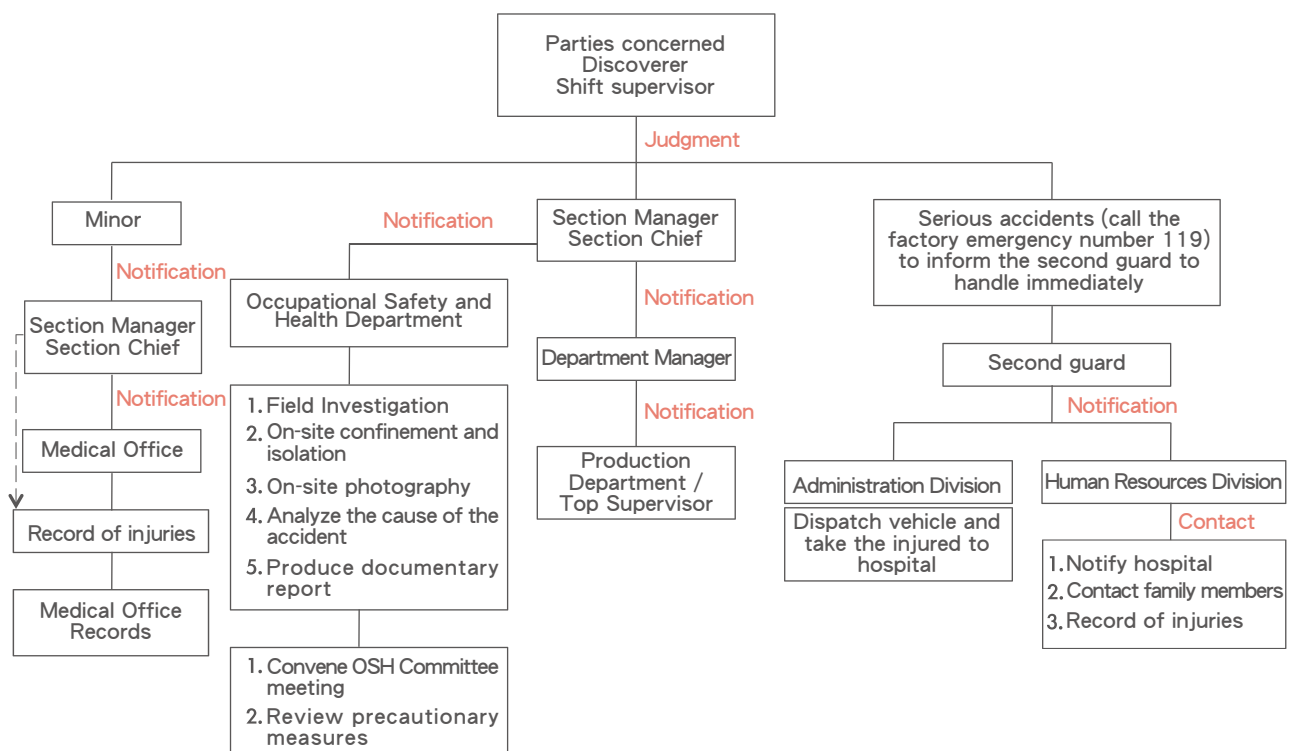 Parties concerned
Discoverer
Shift supervisor
Judgment
Minor
Notification
Section Manager
Section Chief
Notification
Medical Office
Record of injuries
Medical Office
Records
Notification
Occupational Safety and
Health Department
1. Field Investigation
2. On-site confinement and
isolation
3. On-site photography
4. Analyze the cause of the
accident
5. Produce documentary
report
1. Convene OSH Committee
meeting
2. Review precautionary
measures
Section Manager
Section Chief
Notification
Department Manager
Notification
Production
Department /
Top Supervisor
Serious accidents (call the
factory emergency number 119)
to inform the second guard to
handle immediately
Second guard
Notification
Administration Division
Dispatch vehicle and
take the injured to
hospital
Human Resources Division
Contact
1. Notify hospital
2. Contact family members
3. Record of injuries